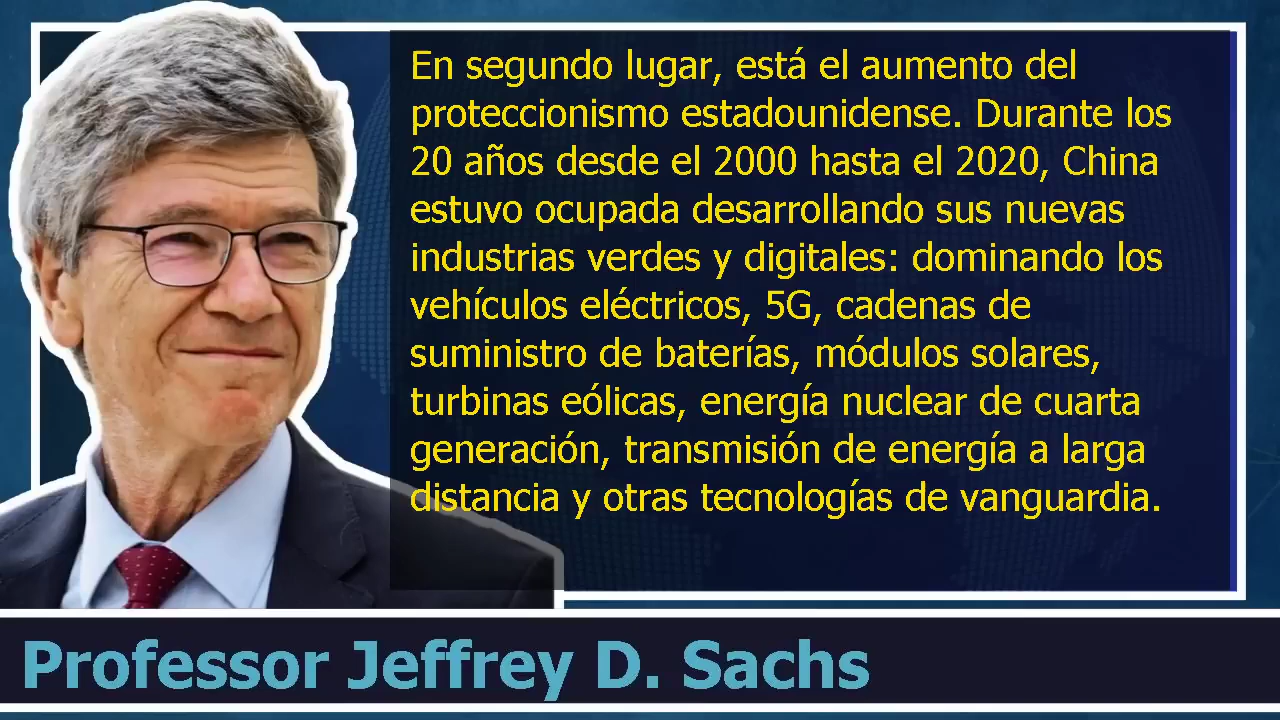 En segundo lugar, está el aumento del
proteccionismo estadounidense. Durante los
20 años desde el 2000 hasta el 2020, China
estuvo ocupada desarrollando sus nuevas
industrias verdes y digitales: dominando los
vehículos eléctricos, 5G, cadenas de
suministro de baterías, módulos solares,
turbinas eólicas, energía nuclear de cuarta
generación, transmisión de energía a larga
distancia y otras tecnologías de vanguardia.
Professor Jeffrey D. Sachs